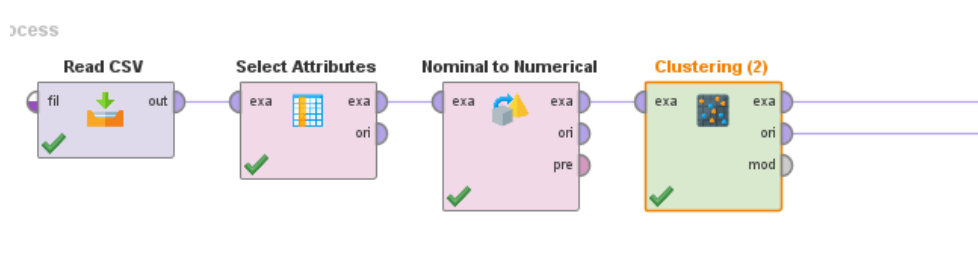 ocess
Read CSV
Select Attributes
Nominal to Numerical
Clustering (2)
fil out
exa exa
ori
exa exa
ori
pre
exa exa
ori
mod